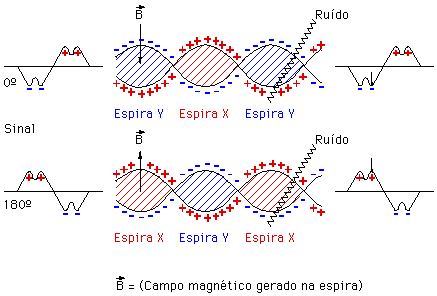 B
Ruído
0º
Espira Y Espira X Espira Y
Sinal
B
Ruído
180º
Espira X Espira Y Espira X
B = (Campo magnético gerado na espira)